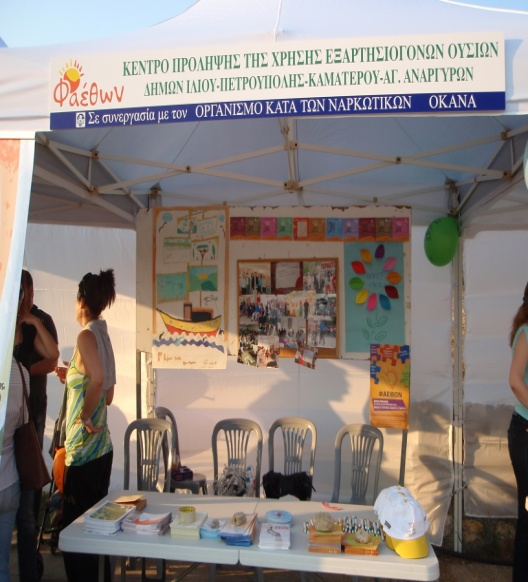 Φαέθων
ΚΕΝΤΡΟ ΠΡΟΛΗΨΗΣ ΤΗΣ ΧΡΗΣΗΣ ΕΞΑΡΤΗΣΙΟΓΟΝΩΝ ΟΥΣΙΩΝ
ΔΗΜΩΝ ΙΛΙΟΥ-ΠΕΤΡΟΥΠΟΛΗΣ-ΚΑΜΑΤΕΡΟΥ-ΑΓ. ΑΝΑΡΓΥΡΩΝ
Σε συνεργασία με τον ΟΡΓΑΝΙΣΜΟ ΚΑΤΑ ΤΩΝ ΝΑΡΚΩΤΙΚΩΝ ΟΚΑΝΑ
ΦΑΕΘΩΝ